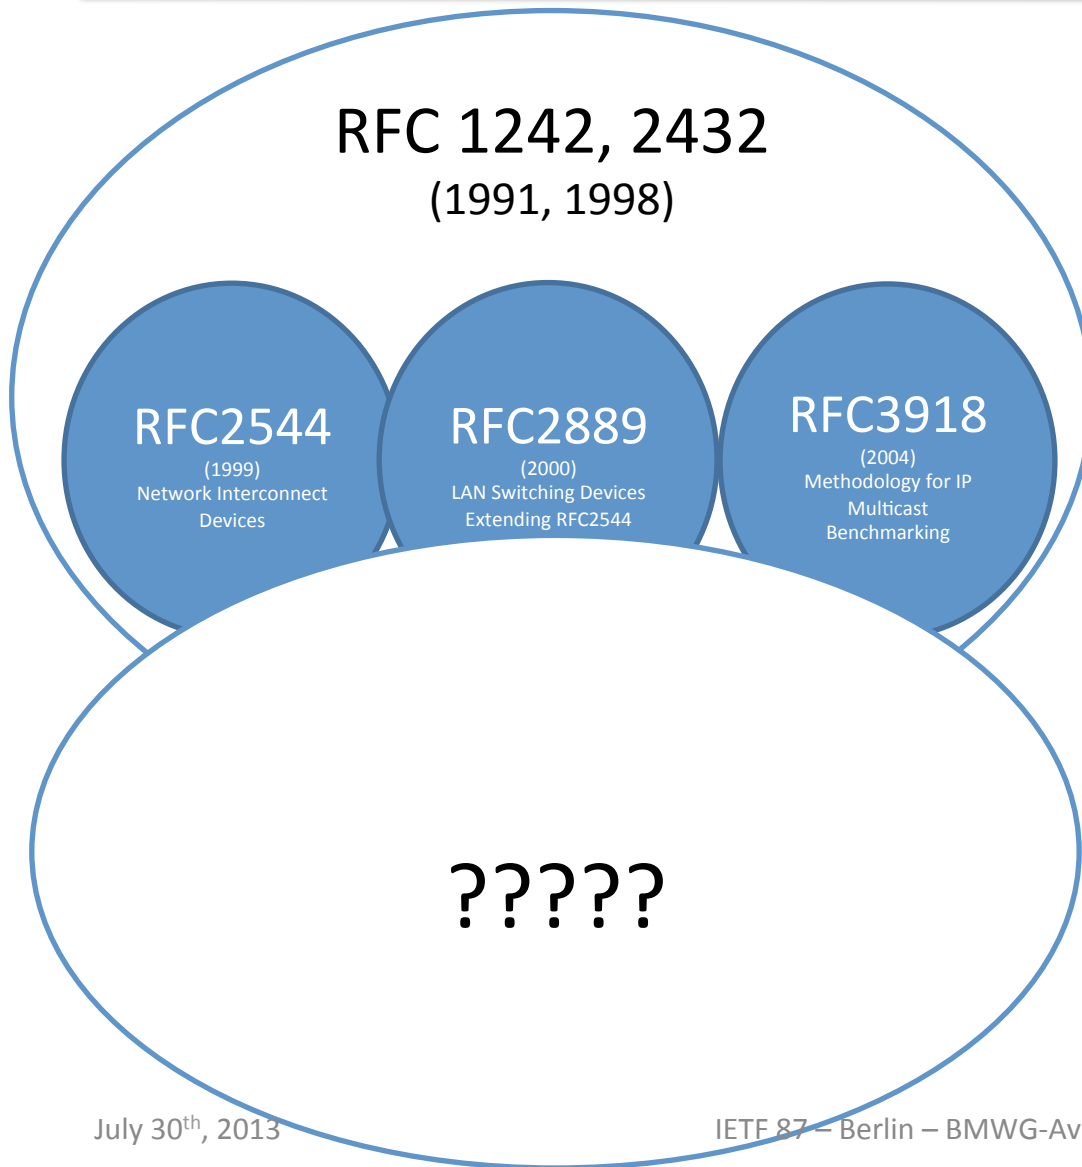 RFC 1242, 2432
(1991, 1998)
RFC2544
(1999)
Network Interconnect
Devices
RFC2889
(2000)
LAN Switching Devices
Extending RFC2544
RFC3918
(2004)
Methodology for IP
Multicast
Benchmarking
?????
July 30th, 2013
IETF 87 – Berlin – BMWG-Av